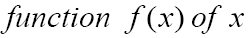 function f(x) of x